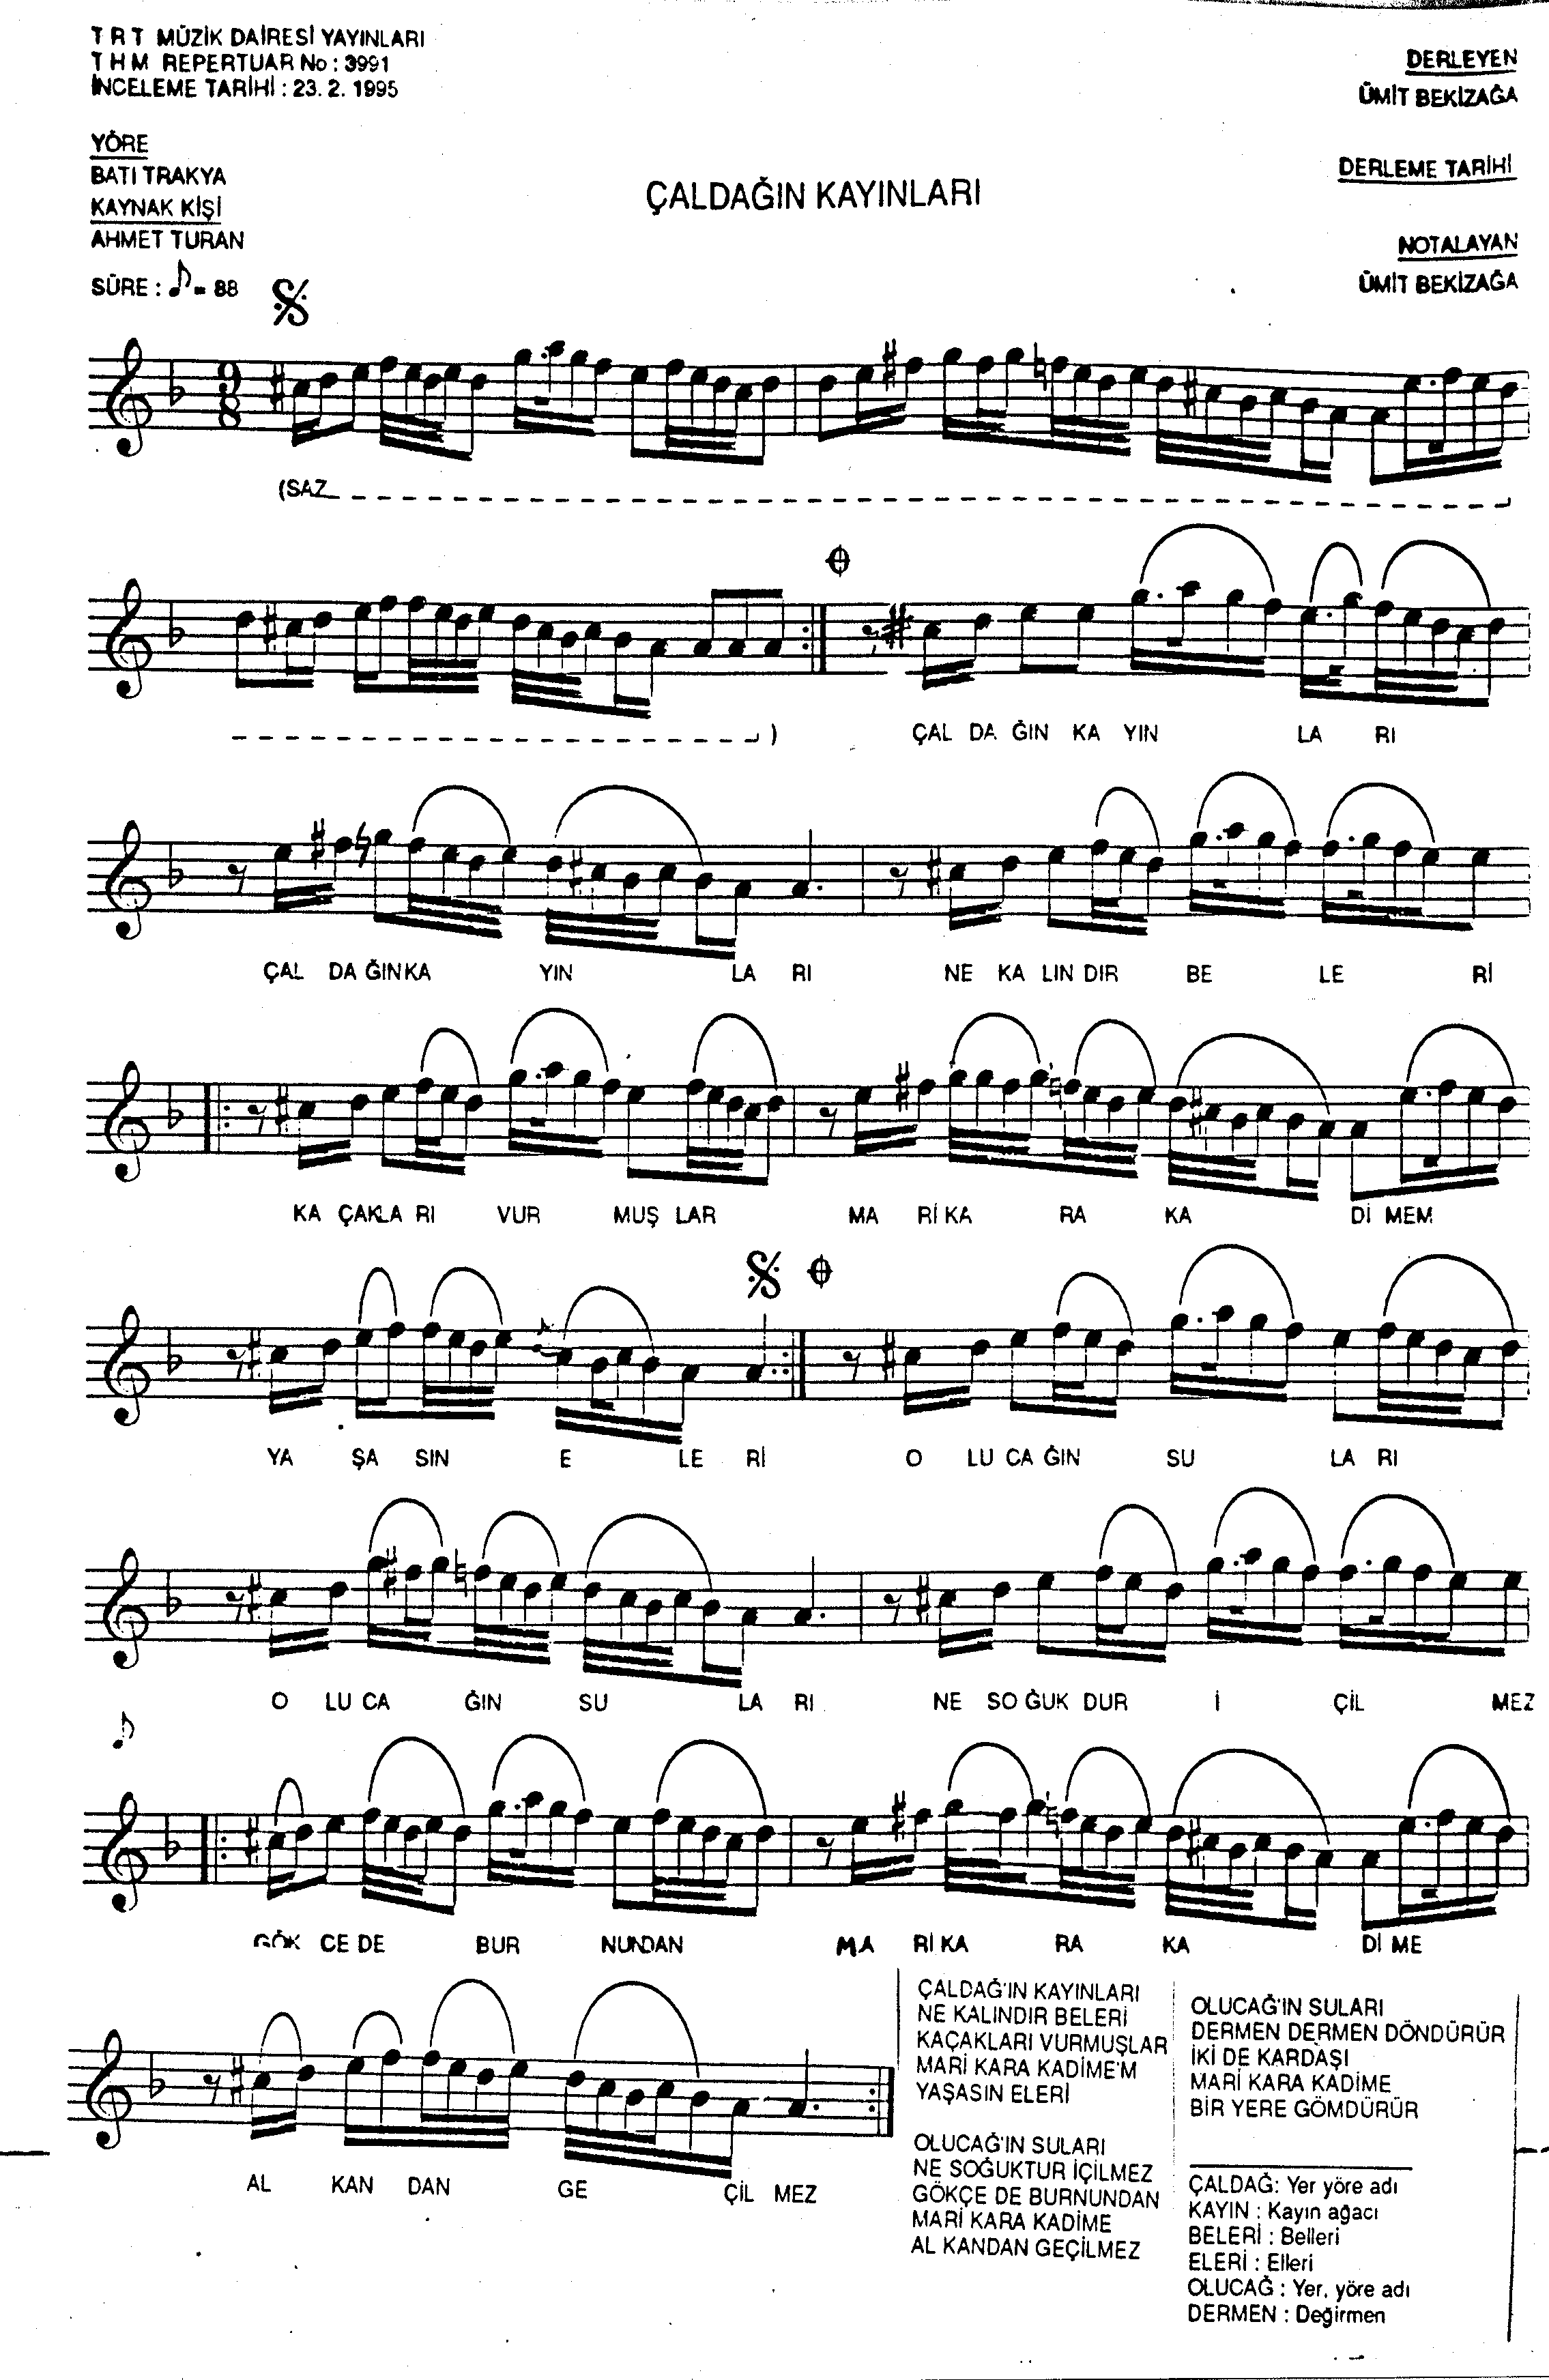 T R T MÜZİK DAİRESİ YAYINLARI
T H M REPERTUAR No : 3991
İNCELEME TARİHİ : 23. 2. 1995
DERLEYEN
ÜMİT BEKİZAĞA
YÖRE
BATI TRAKYA
KAYNAK KİŞİ
AHMET TURAN
SÜRE : ♪ = 88
ÇALDAĞIN KAYINLARI
DERLEME TARİHİ
NOTALAYAN
ÜMİT BEKİZAĞA
9/8
(SAZ
)
ÇAL DA ĞIN KA YIN LA RI
ÇAL DA ĞIN KA YIN LA RI NE KA LIN DIR BE LE Rİ
KA ÇAK LA RI VUR MUŞ LAR MA Rİ KA RA KA Dİ MEM
YA ŞA SIN E LE Rİ O LU CA ĞIN SU LA RI
O LU CA ĞIN SU LA RI NE SO ĞUK DUR İ ÇİL MEZ
GÖK CE DE BUR NUN DAN MA Rİ KA RA KA Dİ ME
AL KAN DAN GE ÇİL MEZ
ÇALDAĞ'IN KAYINLARI
NE KALINDIR BELERİ
KAÇAKLARI VURMUŞLAR
MARİ KARA KADİME'M
YAŞASIN ELERİ
OLUCAĞ'IN SULARI
NE SOĞUKTUR İÇİLMEZ
GÖKÇE DE BURNUNDAN
MARİ KARA KADİME
AL KANDAN GEÇİLMEZ
OLUCAĞ'IN SULARI
DERMEN DERMEN DÖNDÜRÜR
İKİ DE KARDAŞI
MARİ KARA KADİME
BİR YERE GÖMDÜRÜR
ÇALDAĞ: Yer yöre adı
KAYIN : Kayın ağacı
BELERİ : Belleri
ELERİ : Elleri
OLUCAĞ : Yer, yöre adı
DERMEN : Değirmen